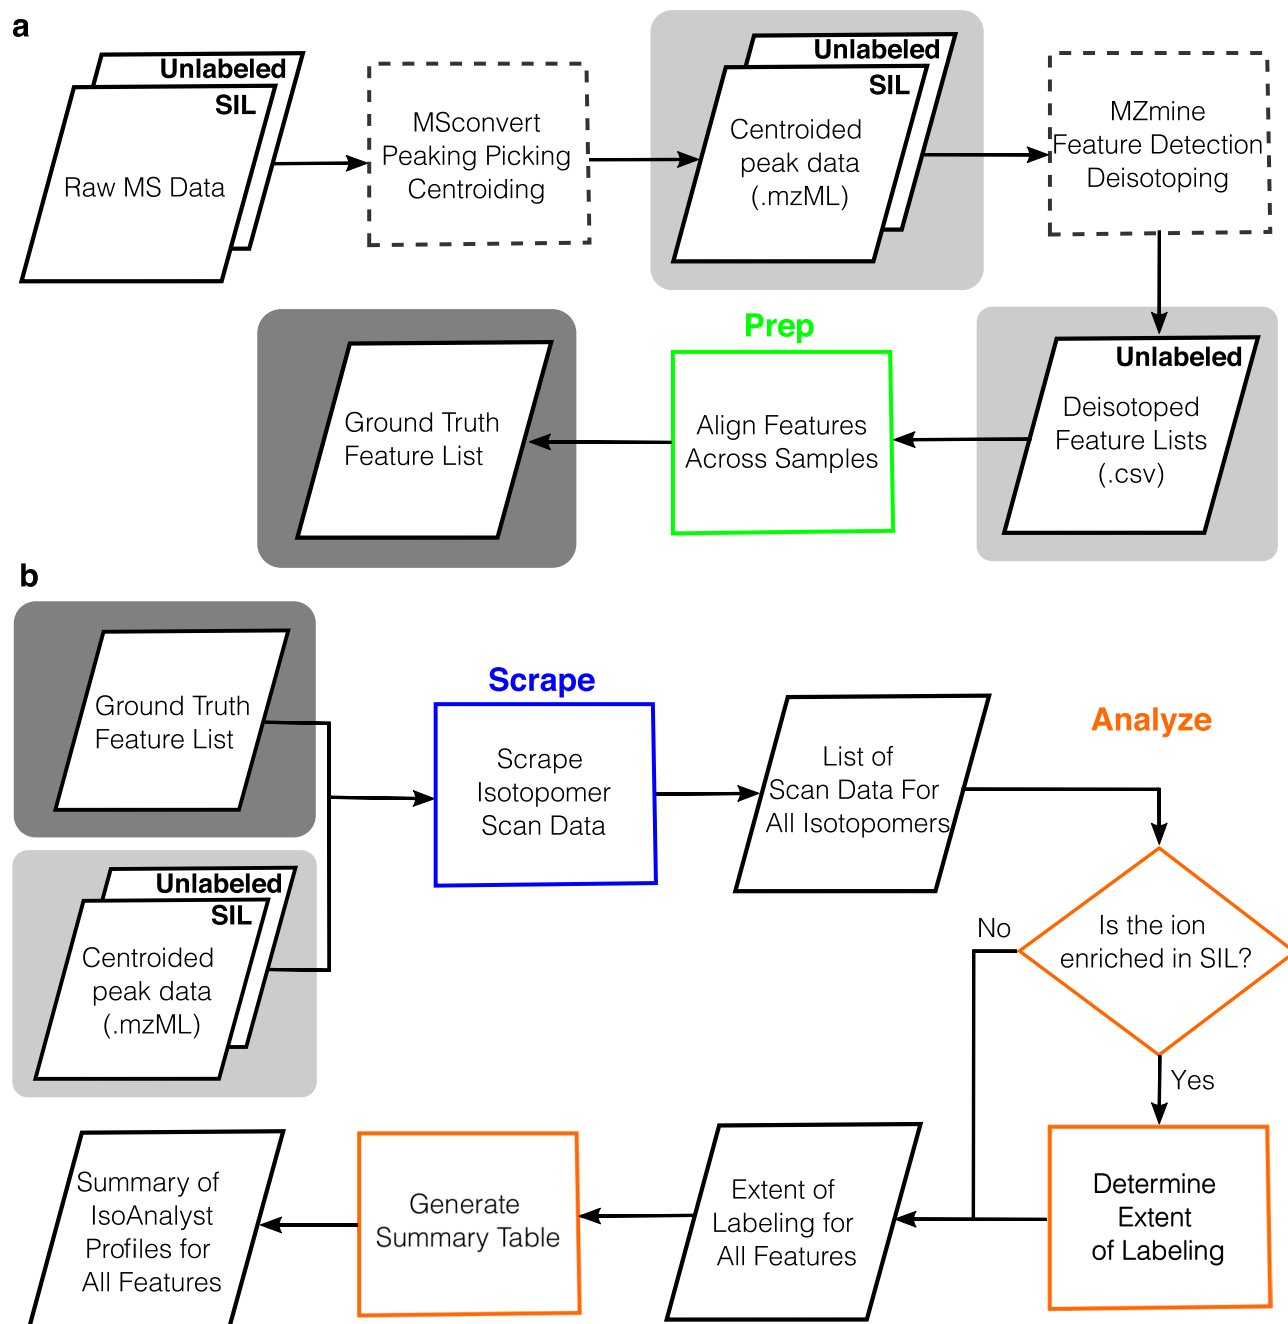 a
Unlabeled
SIL
Raw MS Data
MSconvert
Peaking Picking
Centroiding
Unlabeled
SIL
Centroided
peak data
(.mzML)
MZmine
Feature Detection
Deisotoping
Unlabeled
Deisotoped
Feature Lists
(.csv)
Prep
Align Features
Across Samples
Ground Truth
Feature List
b
Ground Truth
Feature List
Unlabeled
SIL
Centroided
peak data
(.mzML)
Scrape
Scrape
Isotopomer
Scan Data
List of
Scan Data For
All Isotopomers
Analyze
Is the ion
enriched in SIL?
No
Yes
Determine
Extent
of Labeling
Extent of
Labeling for
All Features
Generate
Summary Table
Summary of
IsoAnalyst
Profiles for
All Features